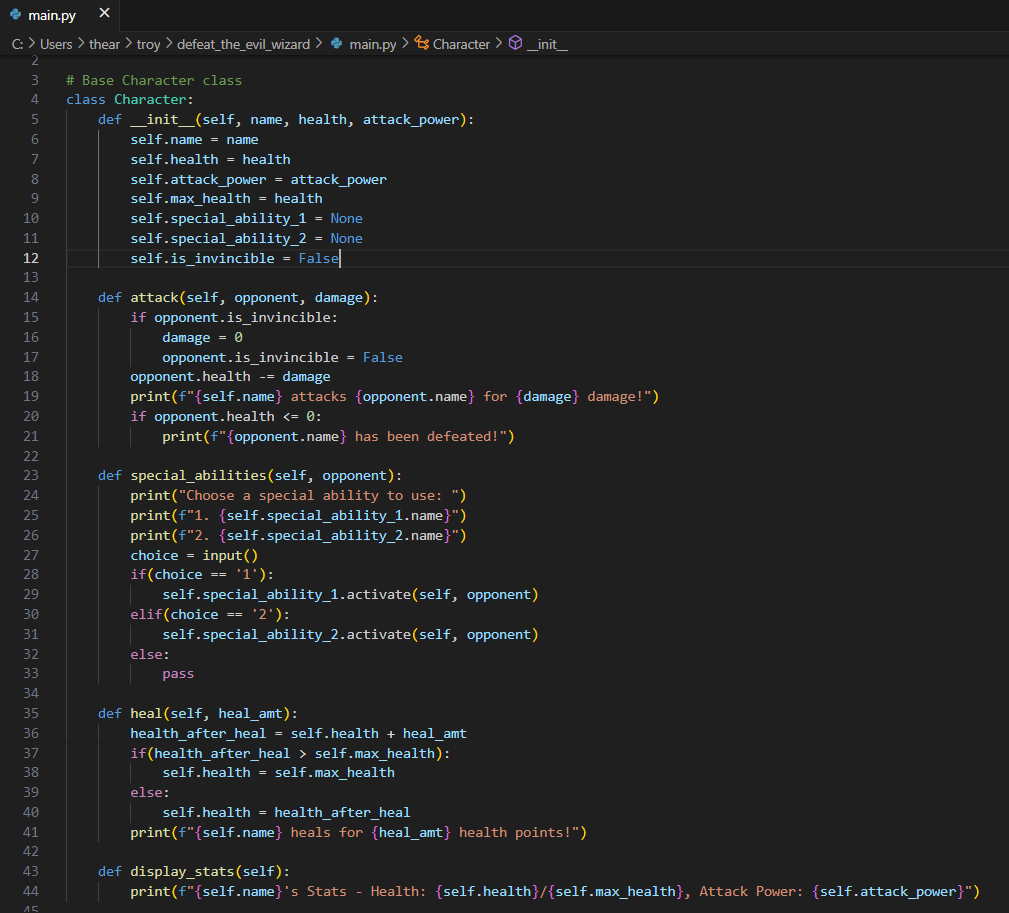 main.py ×
C: > Users > thear > troy > defeat_the_evil_wizard > main.py > Character > __init__
2
3 # Base Character class
4 class Character:
5     def __init__(self, name, health, attack_power):
6         self.name = name
7         self.health = health
8         self.attack_power = attack_power
9         self.max_health = health
10         self.special_ability_1 = None
11         self.special_ability_2 = None
12         self.is_invincible = False
13
14     def attack(self, opponent, damage):
15         if opponent.is_invincible:
16             damage = 0
17             opponent.is_invincible = False
18         opponent.health -= damage
19         print(f"{self.name} attacks {opponent.name} for {damage} damage!")
20         if opponent.health <= 0:
21             print(f"{opponent.name} has been defeated!")
22
23     def special_abilities(self, opponent):
24         print("Choose a special ability to use: ")
25         print(f"1. {self.special_ability_1.name}")
26         print(f"2. {self.special_ability_2.name}")
27         choice = input()
28         if(choice == '1'):
29             self.special_ability_1.activate(self, opponent)
30         elif(choice == '2'):
31             self.special_ability_2.activate(self, opponent)
32         else:
33             pass
34
35     def heal(self, heal_amt):
36         health_after_heal = self.health + heal_amt
37         if(health_after_heal > self.max_health):
38             self.health = self.max_health
39         else:
40             self.health = health_after_heal
41         print(f"{self.name} heals for {heal_amt} health points!")
42
43     def display_stats(self):
44         print(f"{self.name}'s Stats - Health: {self.health}/{self.max_health}, Attack Power: {self.attack_power}")
45